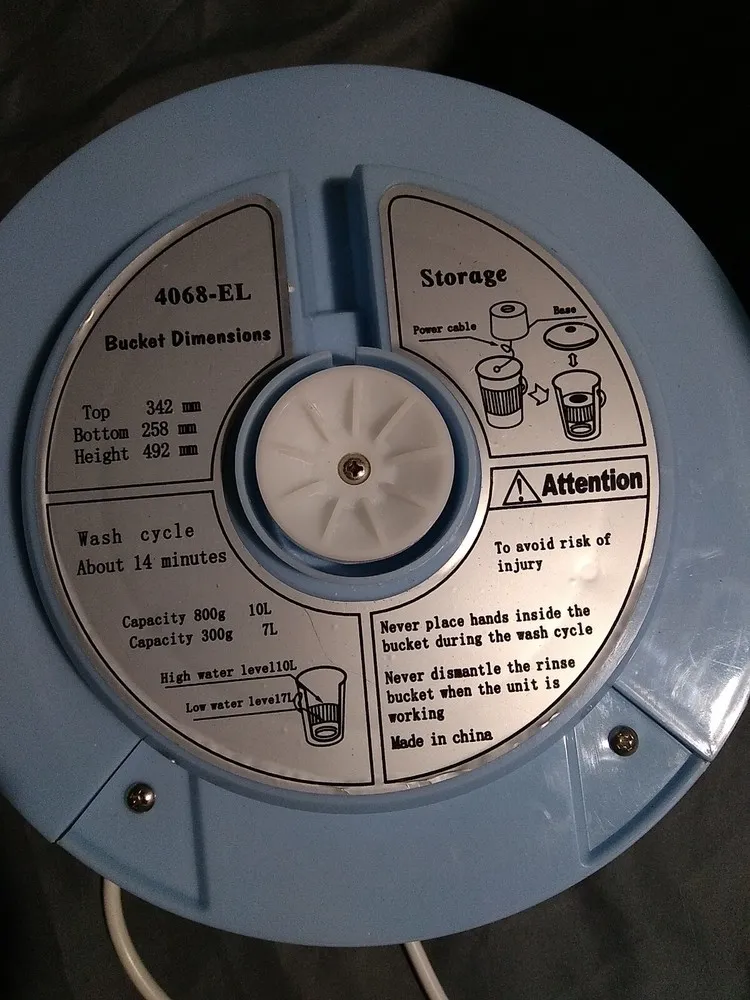 4068-EL
Bucket Dimensions
Top 342 mm
Bottom 258 mm
Height 492 mm
Storage
Power cable
Base
Attention
To avoid risk of
injury
Never place hands inside the
bucket during the wash cycle
Never dismantle the rinse
bucket when the unit is
working
Made in china
Wash cycle
About 14 minutes
Capacity 800g 10L
Capacity 300g 7L
High water level10L
Low water level7L